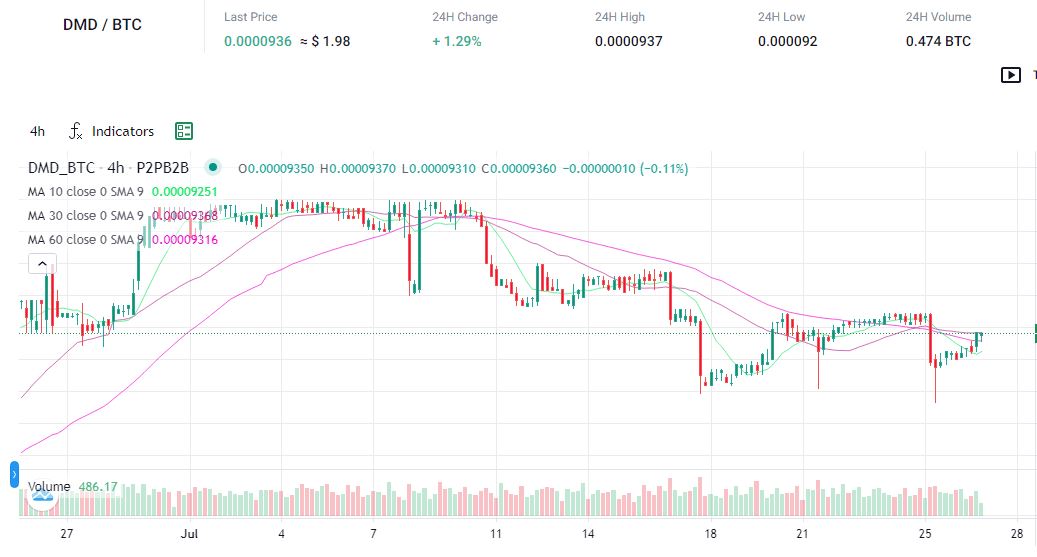 DMD / BTC
Last Price
0.0000936 ≈ $ 1.98
24H Change
+ 1.29%
24H High
0.0000937
24H Low
0.000092
24H Volume
0.474 BTC
4h
Indicators
DMD_BTC · 4h · P2PB2B
O0.00009350 H0.00009370 L0.00009310 C0.00009360 −0.00000010 (−0.11%)
MA 10 close 0 SMA 9 0.00009251
MA 30 close 0 SMA 9 0.00009368
MA 60 close 0 SMA 9 0.00009316
Volume 486.17
27 Jul 4 7 11 14 18 21 25 28